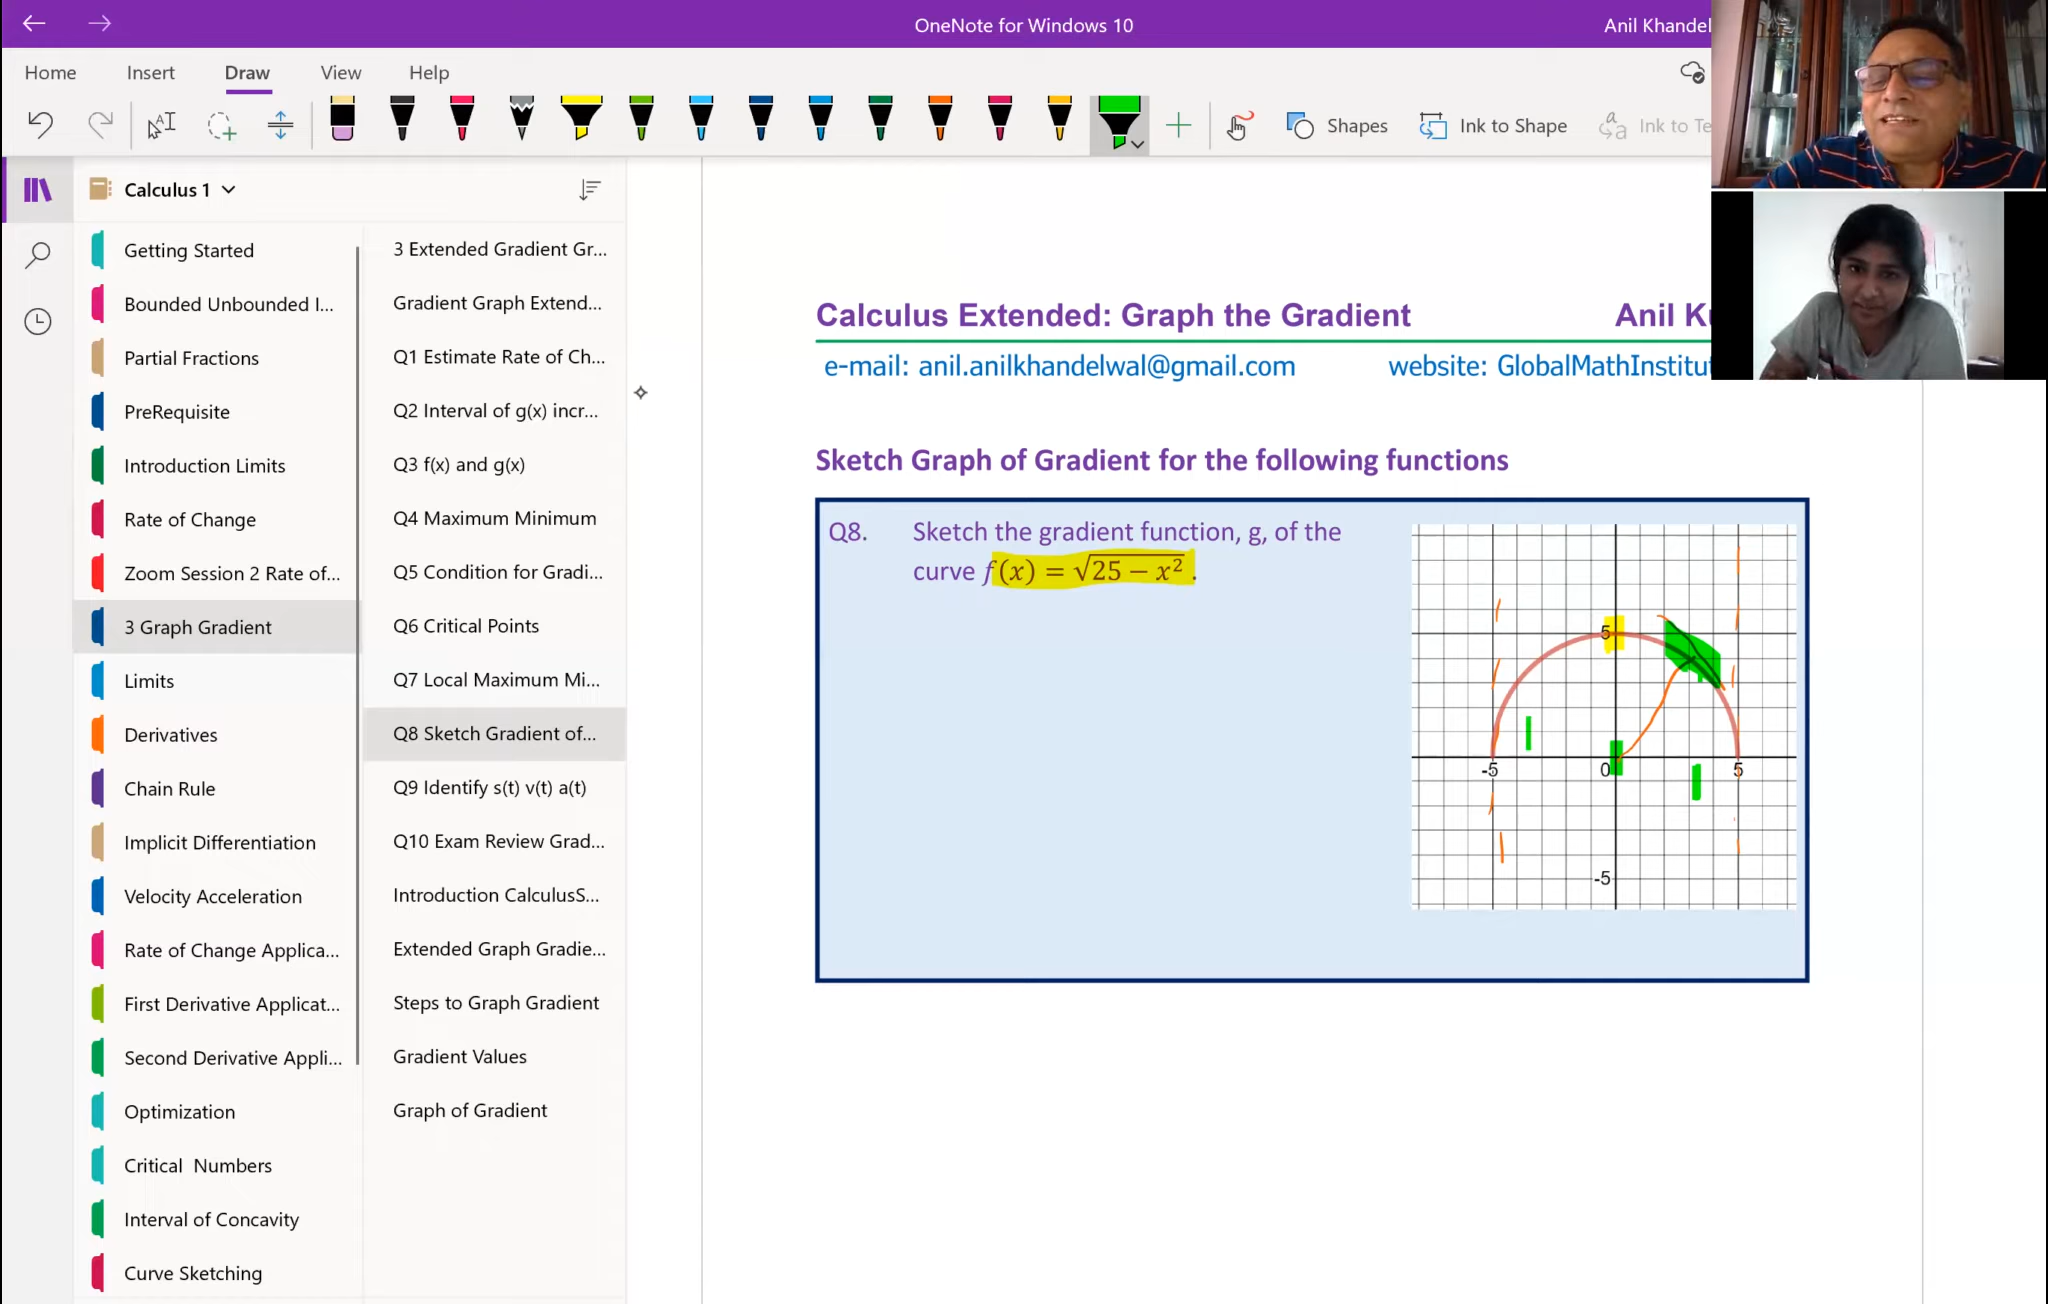 OneNote for Windows 10
Anil Khandel
Home Insert Draw View Help
Shapes Ink to Shape Ink to Te
Calculus 1
Getting Started
Bounded Unbounded I...
Partial Fractions
PreRequisite
Introduction Limits
Rate of Change
Zoom Session 2 Rate of...
3 Graph Gradient
Limits
Derivatives
Chain Rule
Implicit Differentiation
Velocity Acceleration
Rate of Change Applica...
First Derivative Applicat...
Second Derivative Appli...
Optimization
Critical Numbers
Interval of Concavity
Curve Sketching
3 Extended Gradient Gr...
Gradient Graph Extend...
Q1 Estimate Rate of Ch...
Q2 Interval of g(x) incr...
Q3 f(x) and g(x)
Q4 Maximum Minimum
Q5 Condition for Gradi...
Q6 Critical Points
Q7 Local Maximum Mi...
Q8 Sketch Gradient of...
Q9 Identify s(t) v(t) a(t)
Q10 Exam Review Grad...
Introduction CalculusS...
Extended Graph Gradie...
Steps to Graph Gradient
Gradient Values
Graph of Gradient
Calculus Extended: Graph the Gradient Anil K
e-mail: anil.anilkhandelwal@gmail.com website: GlobalMathInstitut
Sketch Graph of Gradient for the following functions
Q8. Sketch the gradient function, g, of the
curve f(x) = √25 − x².
5
-5 0 5
-5